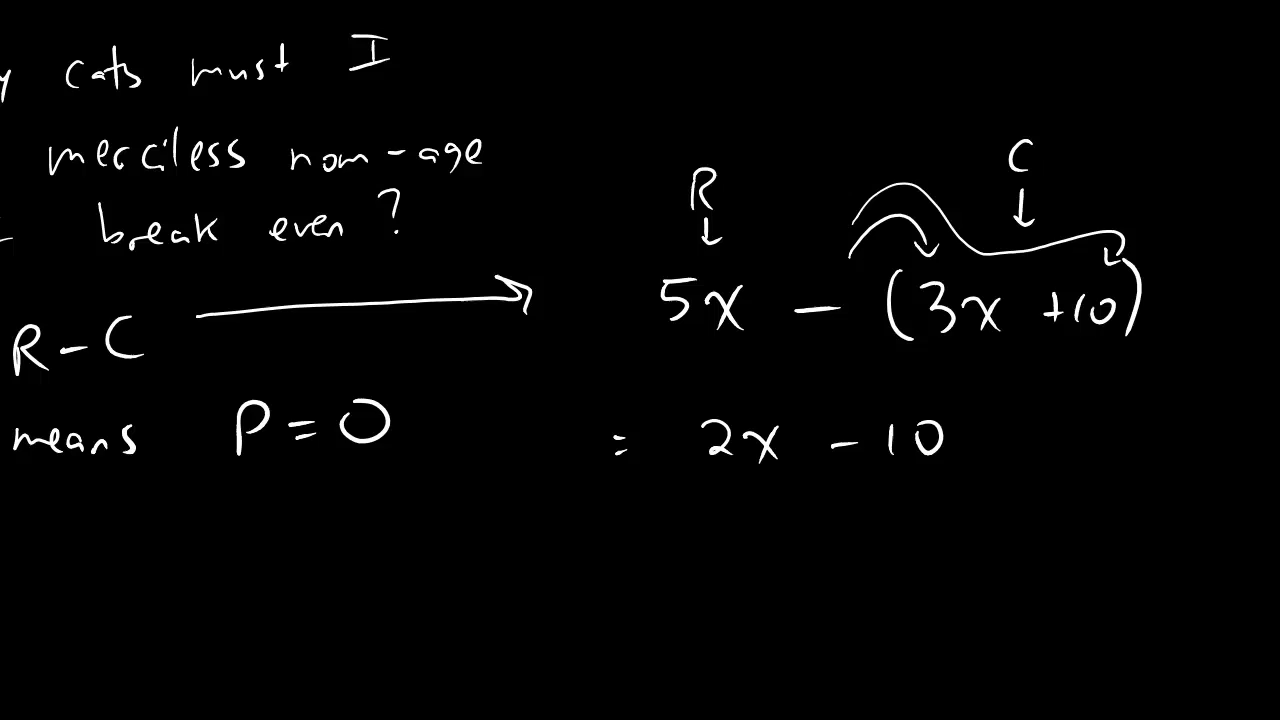 cats must I
merciless nom-age
break even?
R - C
means P = 0
R
C
5x - (3x + 10)
= 2x - 10